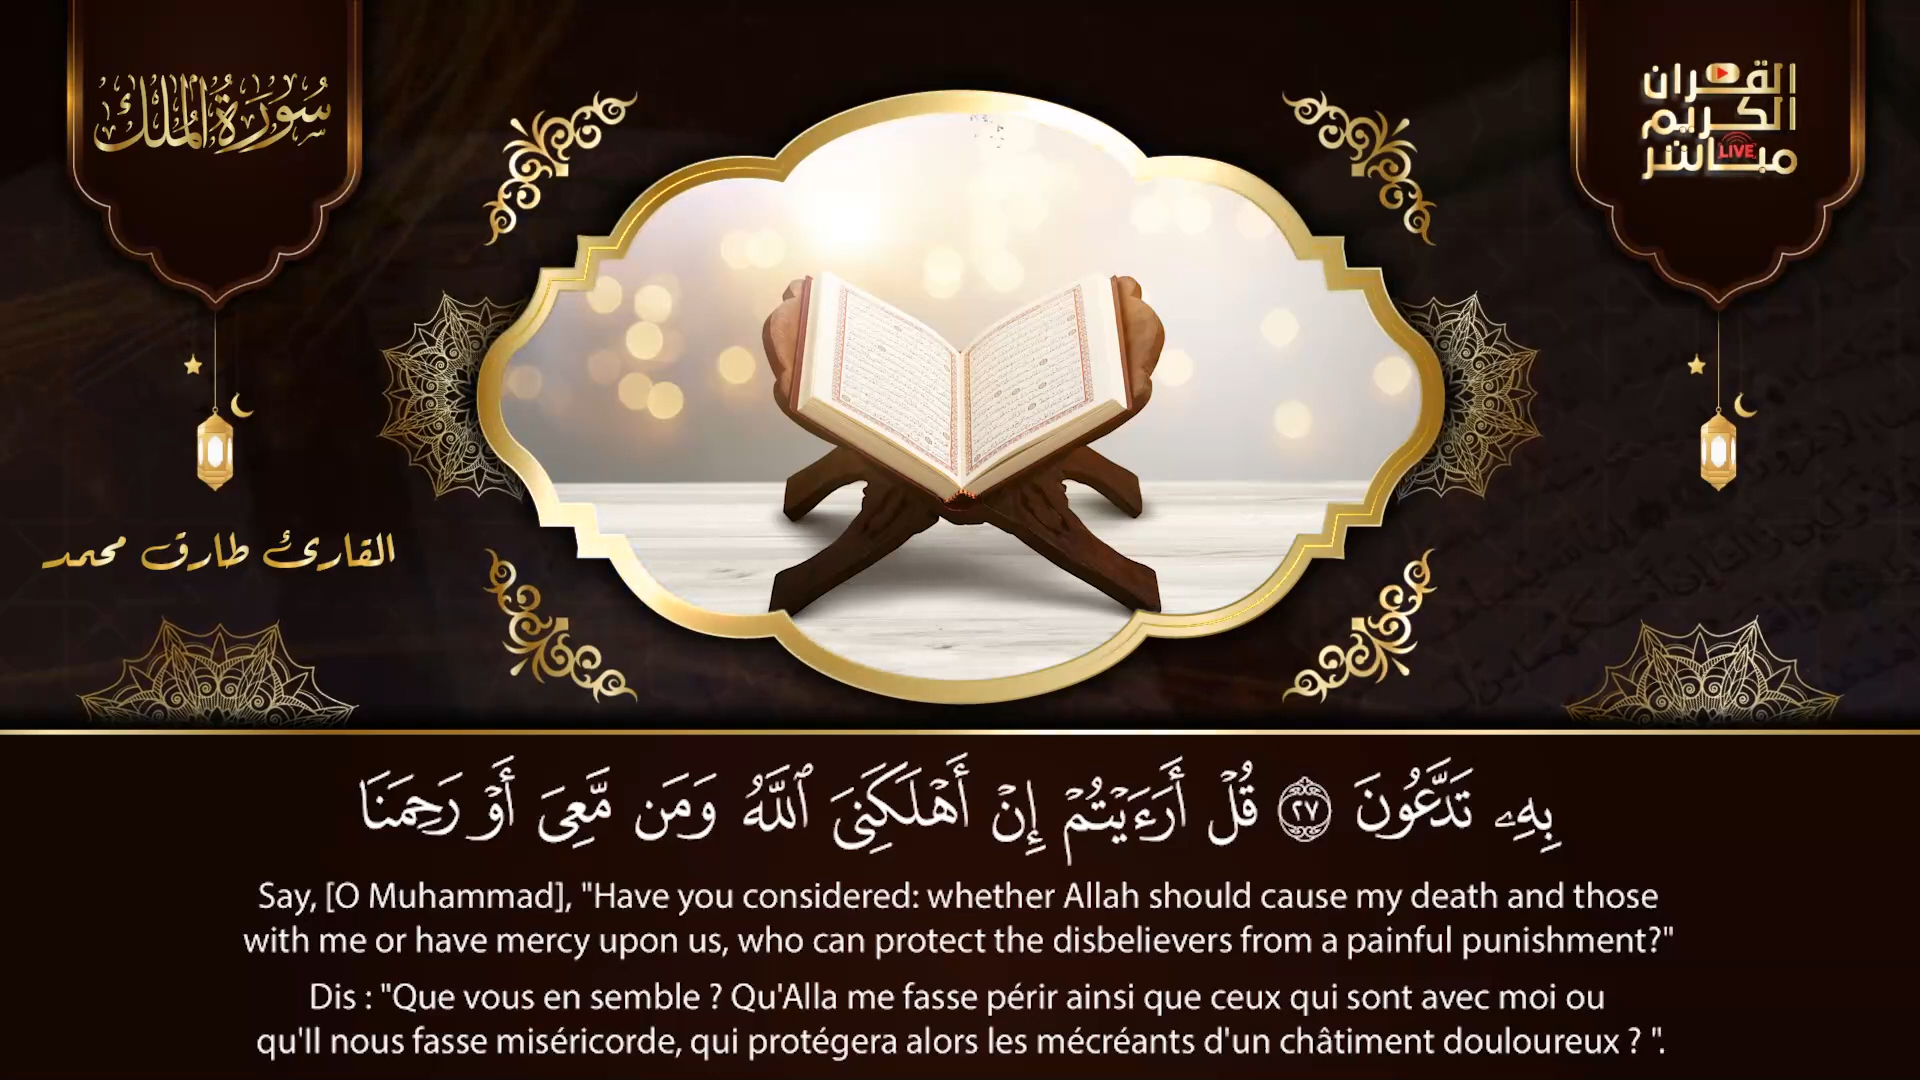 سُورَةُ المُلك
القرآن
الكريم
مباشر
LIVE
القارئ طارق محمد
بِهِۦ تَدَّعُونَ ٢٧ قُلْ أَرَءَيْتُمْ إِنْ أَهْلَكَنِىَ ٱللَّهُ وَمَن مَّعِىَ أَوْ رَحِمَنَا
Say, [O Muhammad], "Have you considered: whether Allah should cause my death and those
with me or have mercy upon us, who can protect the disbelievers from a painful punishment?"
Dis : "Que vous en semble ? Qu'Alla me fasse périr ainsi que ceux qui sont avec moi ou
qu'Il nous fasse miséricorde, qui protégera alors les mécréants d'un châtiment douloureux ? ".